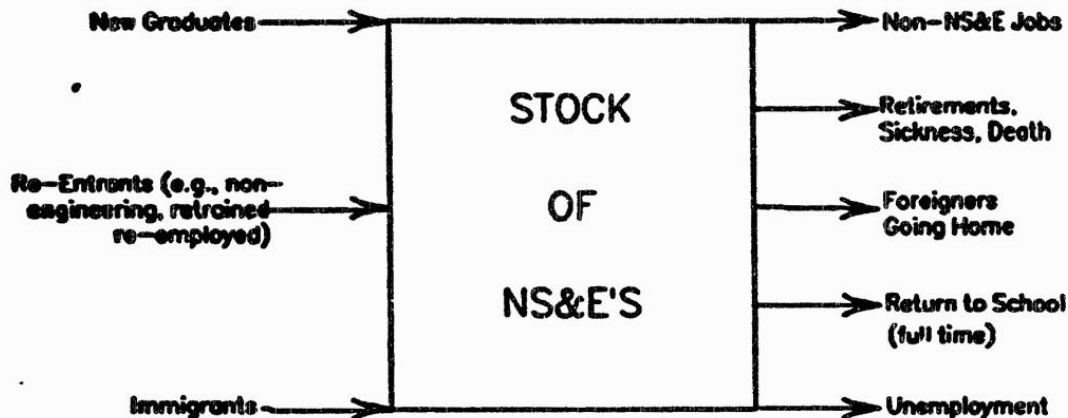 New Graduates
Non-NS&E Jobs
STOCK
Retirements,
Sickness, Death
Re-Entrants (e.g., non-
engineering, retrained
re-employed)
OF
Foreigners
Going Home
NS&E'S
Return to School
(full time)
Immigrants
Unemployment